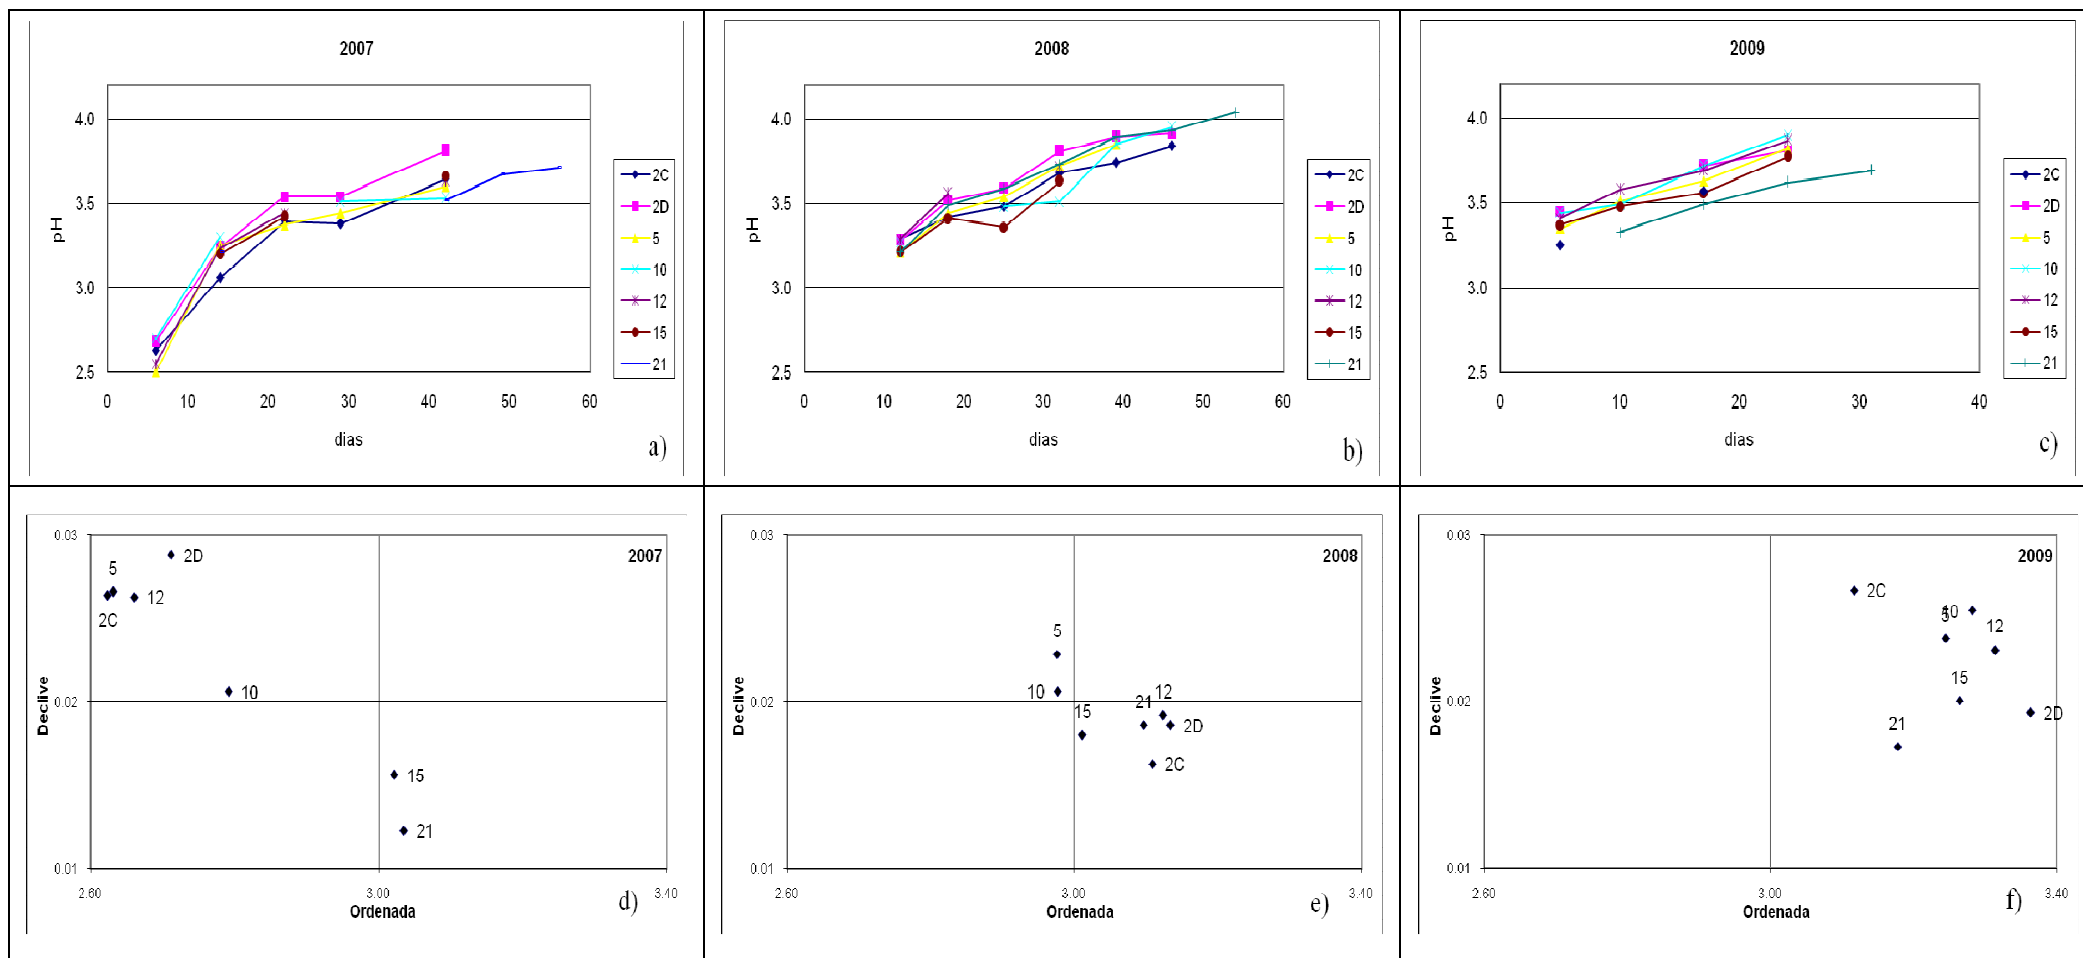 2007
4.0
3.5
3.0
2.5
pH
0 10 20 30 40 50 60
dias
2C
2D
5
10
12
15
21
a)
2008
4.0
3.5
3.0
2.5
pH
0 10 20 30 40 50 60
dias
2C
2D
5
10
12
15
21
b)
2009
4.0
3.5
3.0
2.5
pH
0 10 20 30 40
dias
2C
2D
5
10
12
15
21
c)
2007
0.03
0.02
0.01
Declive
2D
5
12
2C
10
15
21
2.60 3.00 3.40
Ordenada
d)
2008
0.03
0.02
0.01
Declive
5
10
15
21
12
2D
2C
2.60 3.00 3.40
Ordenada
e)
2009
0.03
0.02
0.01
Declive
2C
10
5
12
15
2D
21
2.60 3.00 3.40
Ordenada
f)